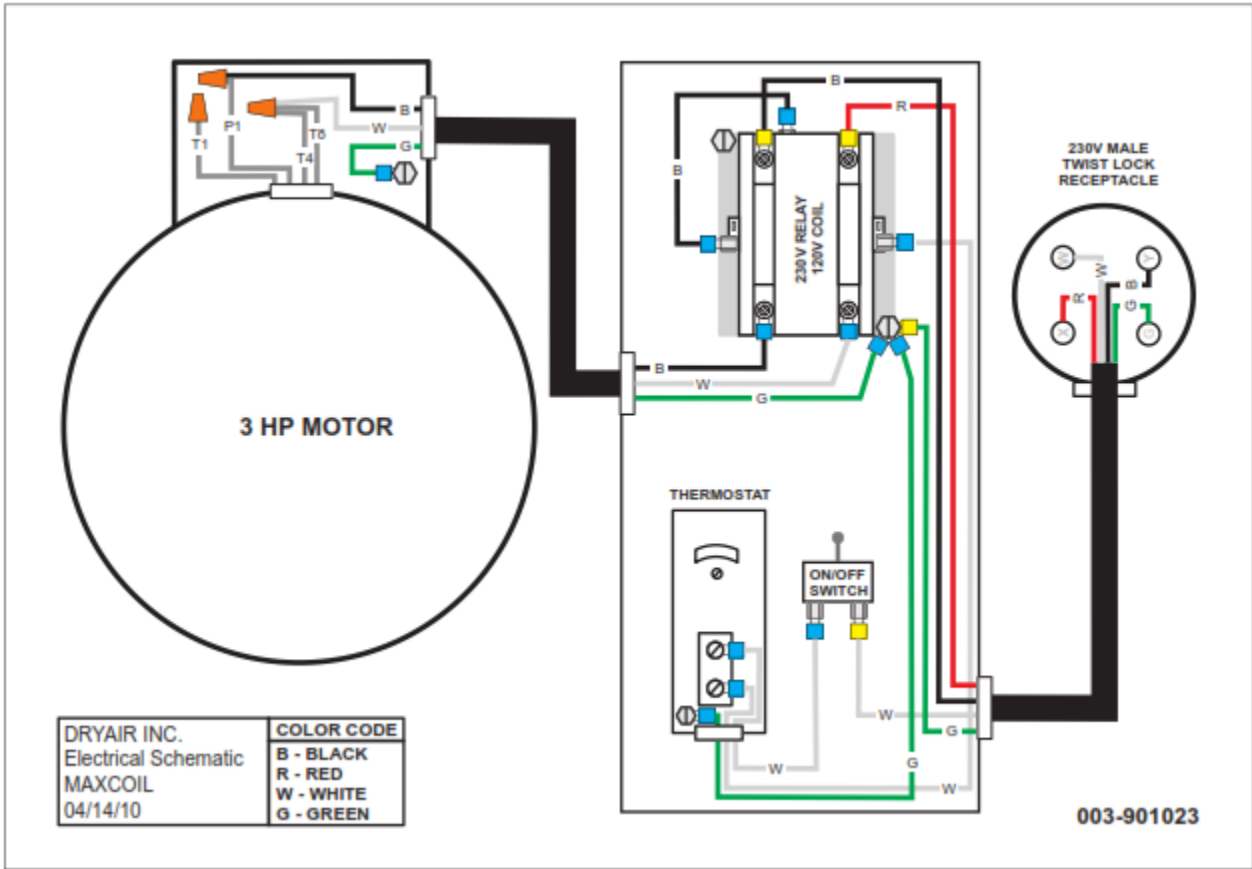 B
W
G
P1
T1
T8
T4
3 HP MOTOR
B
R
B
230V RELAY
120V COIL
B
W
G
230V MALE
TWIST LOCK
RECEPTACLE
W
Y
W
B
R
G
X
G
THERMOSTAT
ON/OFF
SWITCH
W
G
W
G
W
DRYAIR INC.
Electrical Schematic
MAXCOIL
04/14/10
COLOR CODE
B - BLACK
R - RED
W - WHITE
G - GREEN
003-901023